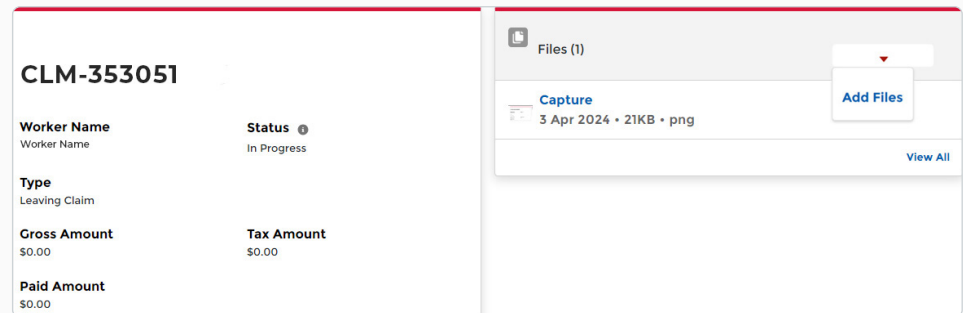 CLM-353051
Worker Name
Worker Name
Status
In Progress
Type
Leaving Claim
Gross Amount
$0.00
Tax Amount
$0.00
Paid Amount
$0.00
Files (1)
Add Files
Capture
3 Apr 2024 • 21KB • png
View All